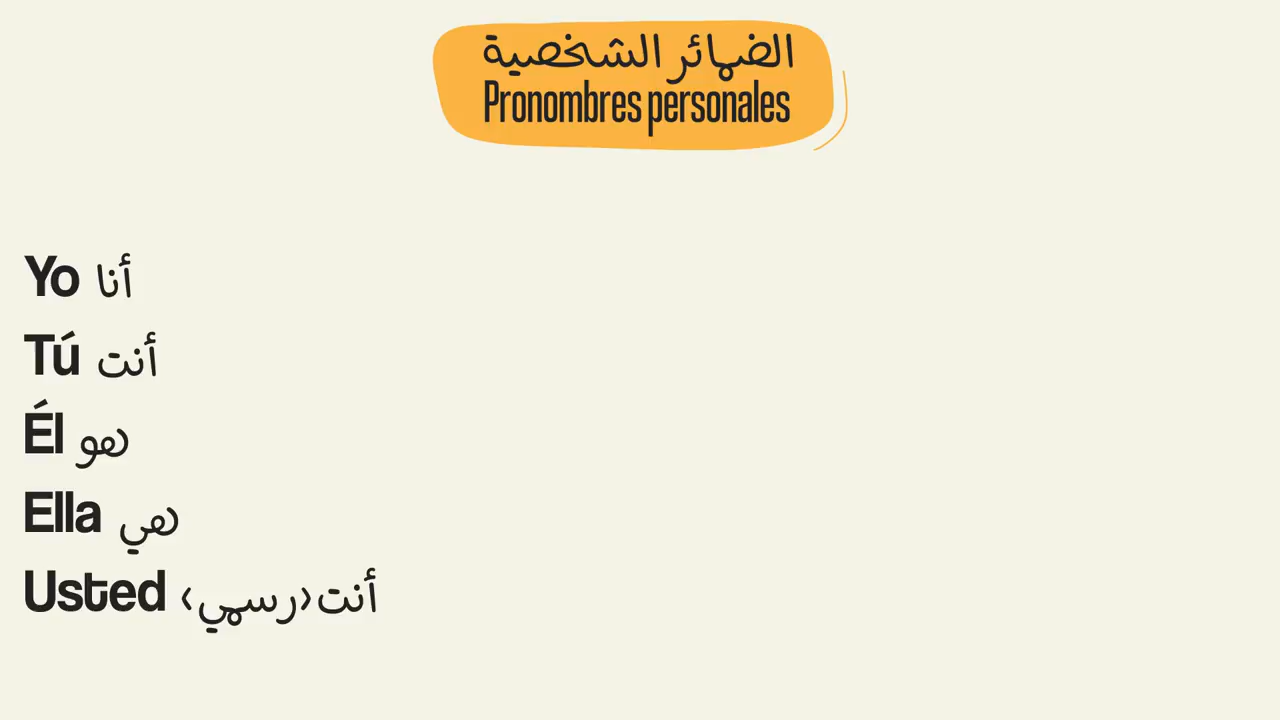 الضمائر الشخصية
Pronombres personales
Yo أنا
Tú أنت
Él هو
Ella هي
Usted أنت‹رسمي›